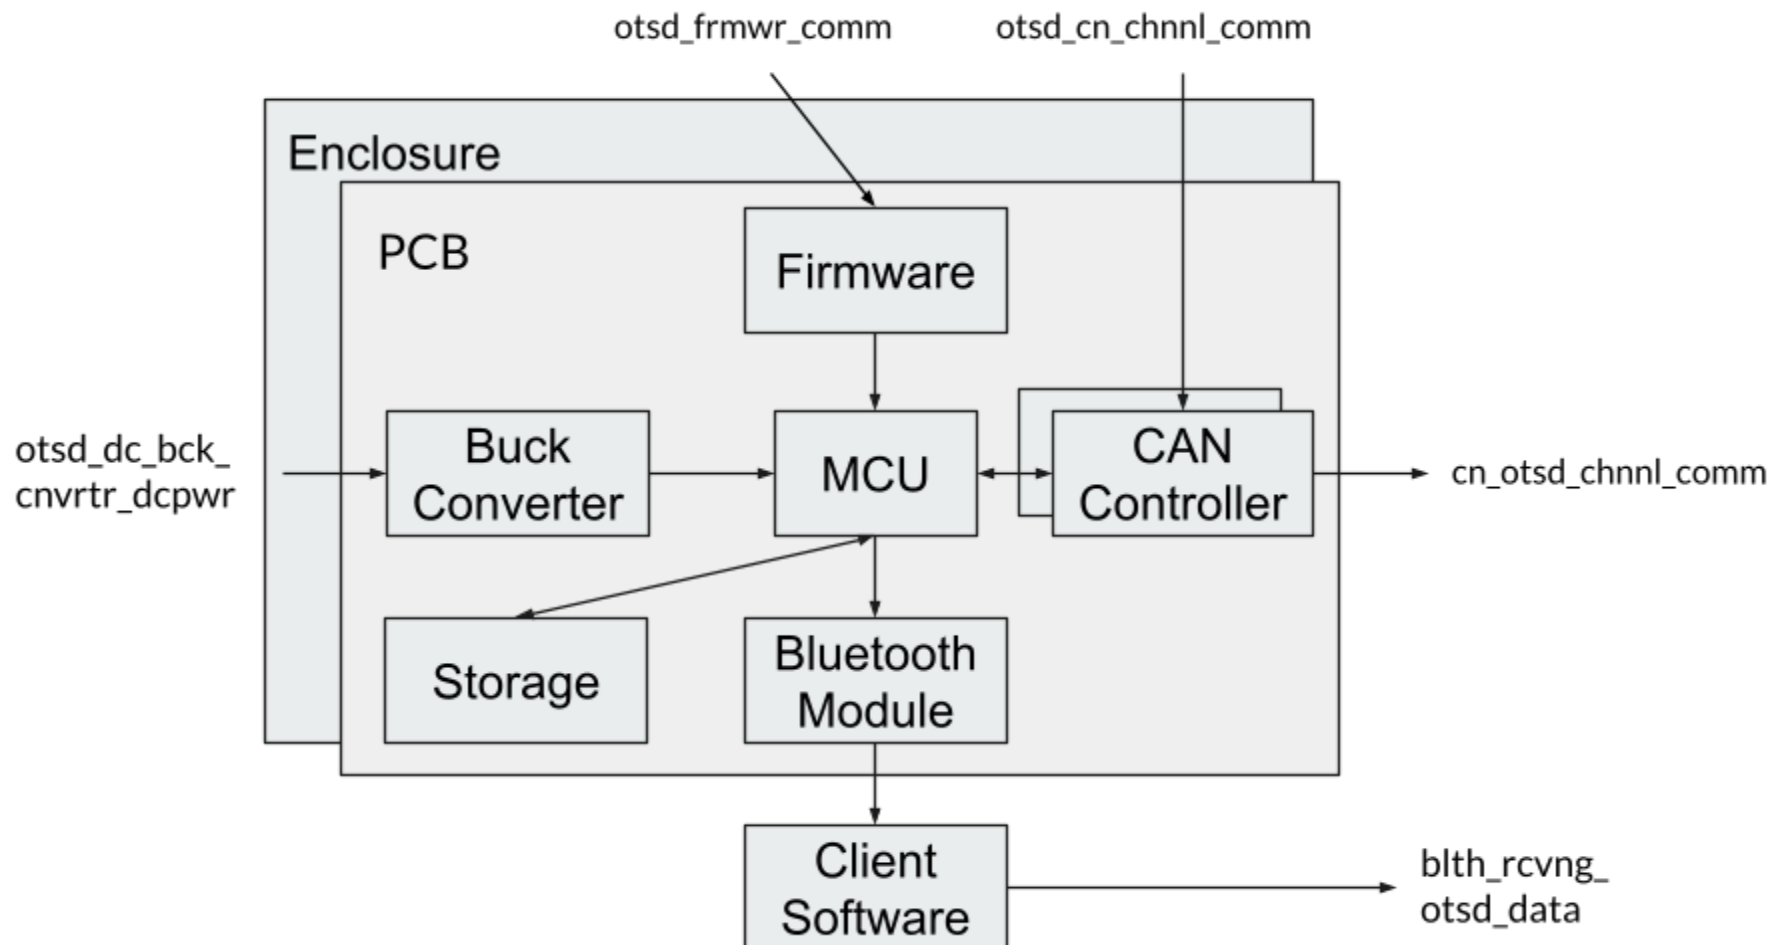 otsd_frmwr_comm
otsd_cn_chnnl_comm
Enclosure
PCB
Firmware
otsd_dc_bck_
cnvrtr_dcpwr
Buck
Converter
MCU
CAN
Controller
cn_otsd_chnnl_comm
Storage
Bluetooth
Module
Client
Software
blth_rcvng_
otsd_data